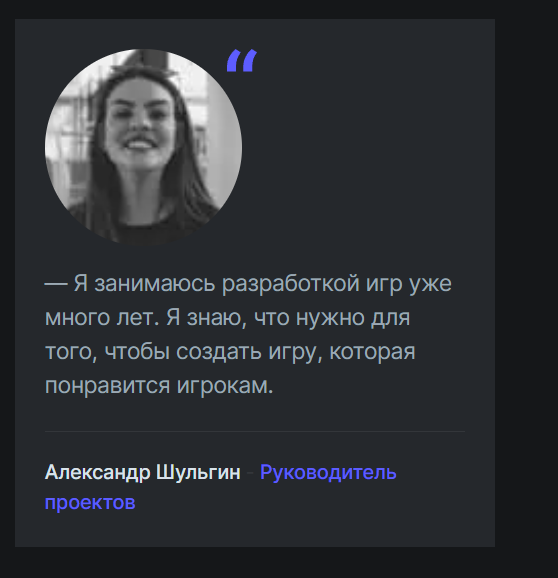 “
— Я занимаюсь разработкой игр уже
много лет. Я знаю, что нужно для
того, чтобы создать игру, которая
понравится игрокам.
Александр Шульгин - Руководитель
проектов